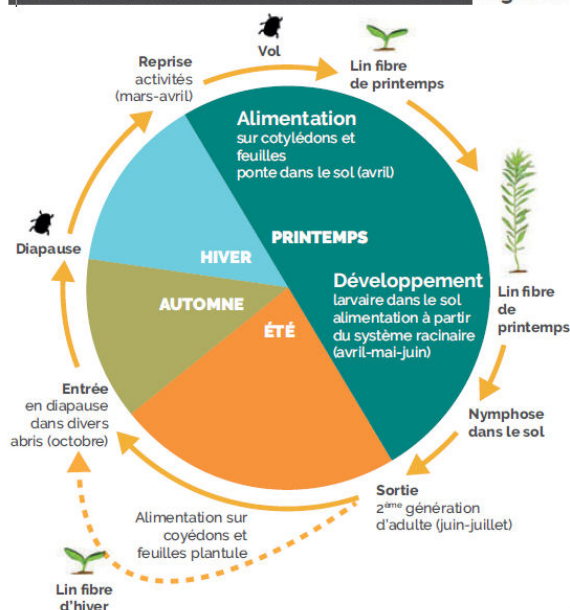 Vol
Reprise
activités
(mars-avril)
Lin fibre
de printemps
Alimentation
sur cotylédons et
feuilles
ponte dans le sol (avril)
PRINTEMPS
HIVER
Diapause
AUTOMNE
ÉTÉ
Développement
larvaire dans le sol
alimentation à partir
du système racinaire
(avril-mai-juin)
Lin fibre
de
printemps
Nymphose
dans le sol
Entrée
en diapause
dans divers
abris (octobre)
Sortie
2ème génération
d'adulte (juin-juillet)
Alimentation sur
coyédons et
feuilles plantule
Lin fibre
d'hiver